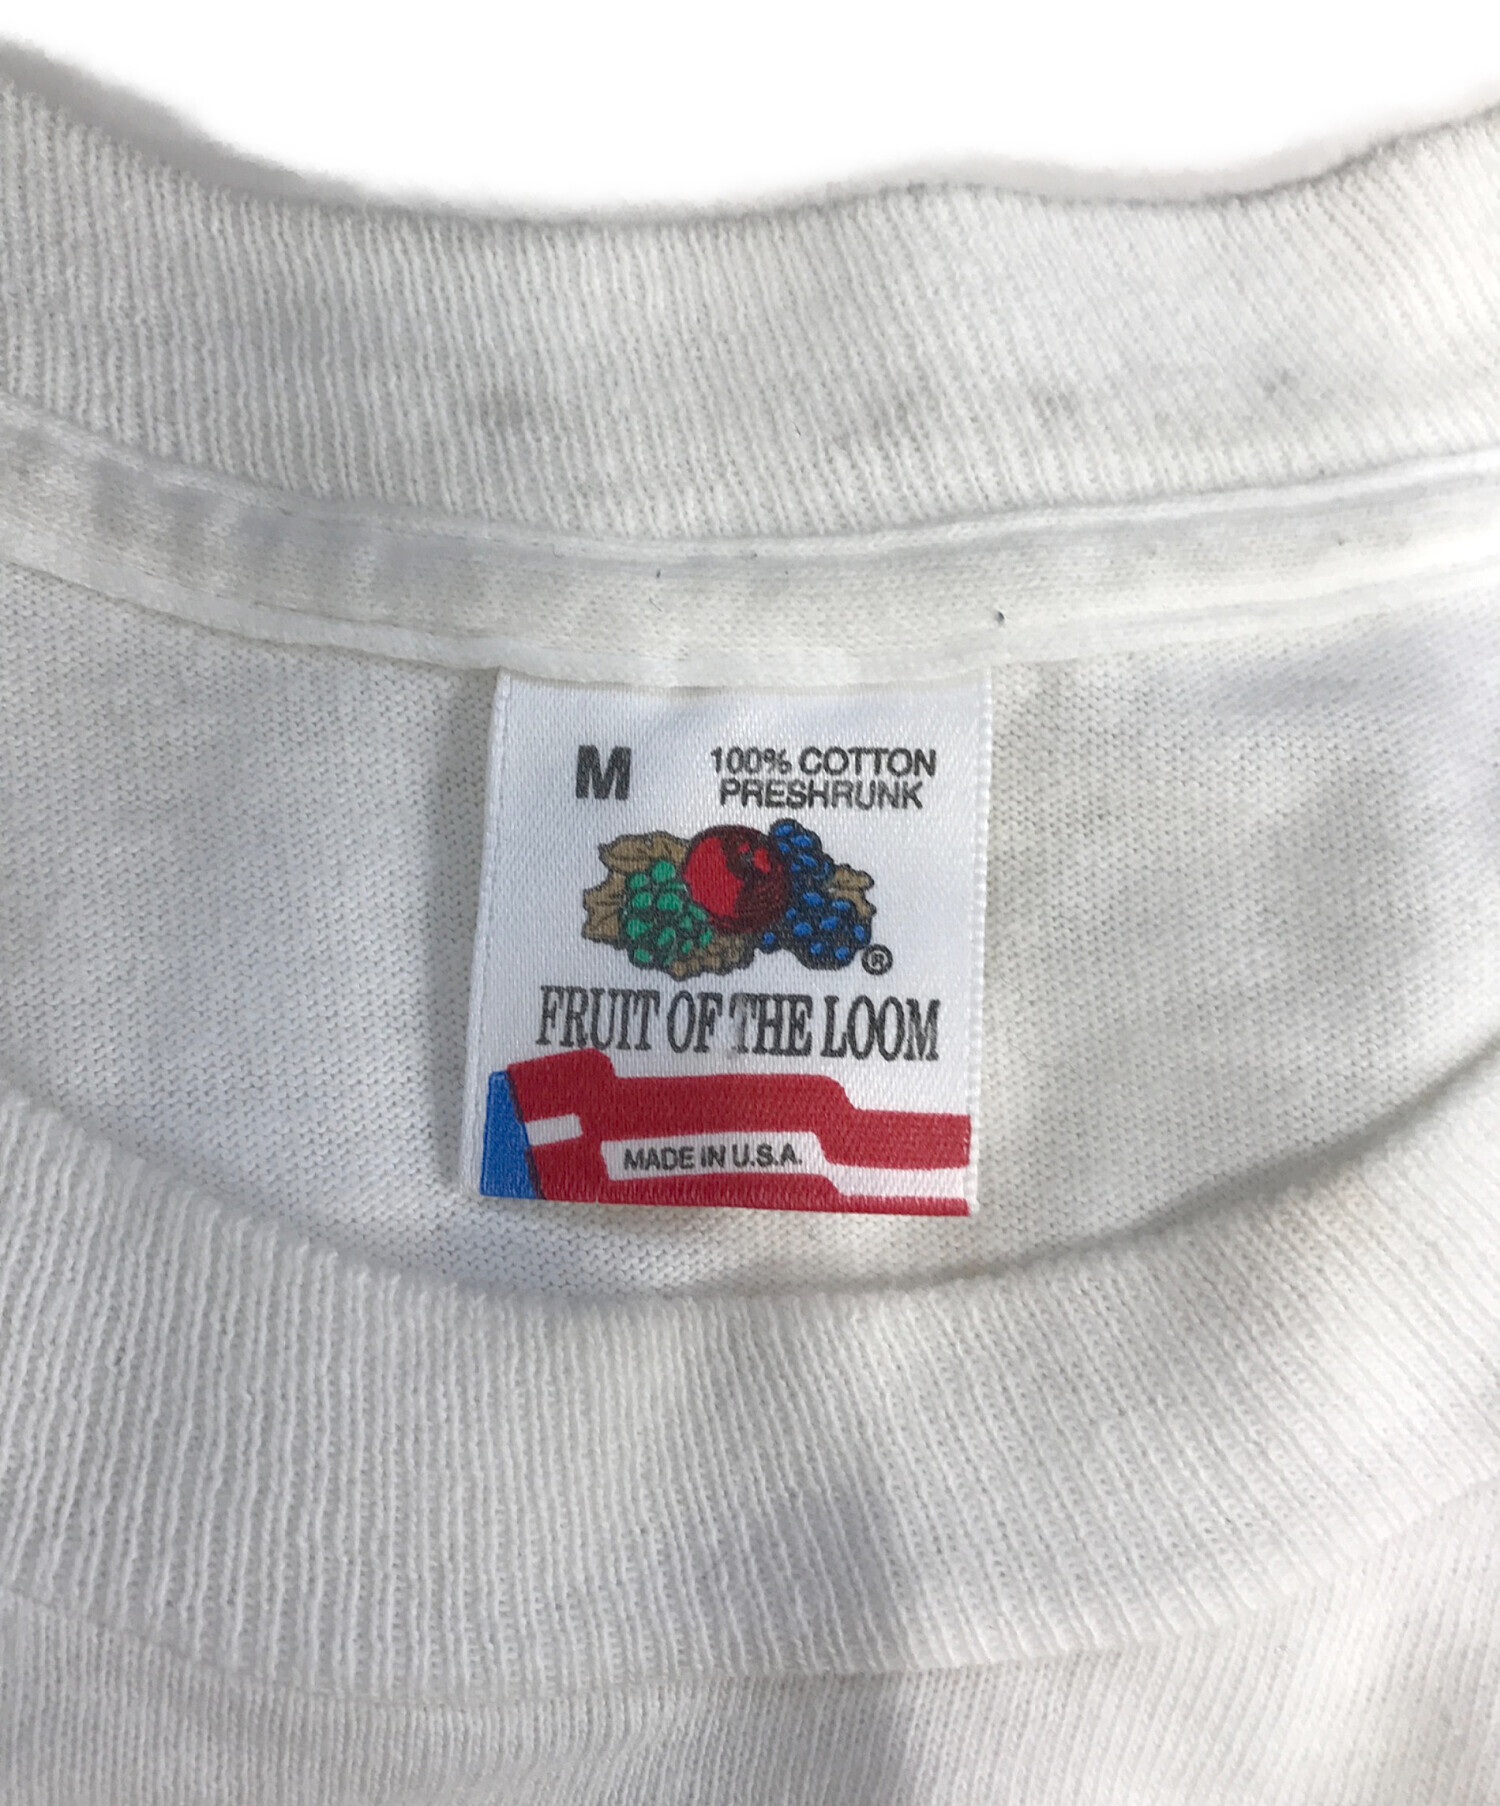 M
100% COTTON
PRESHRUNK
®
FRUIT OF THE LOOM
MADE IN U.S.A.